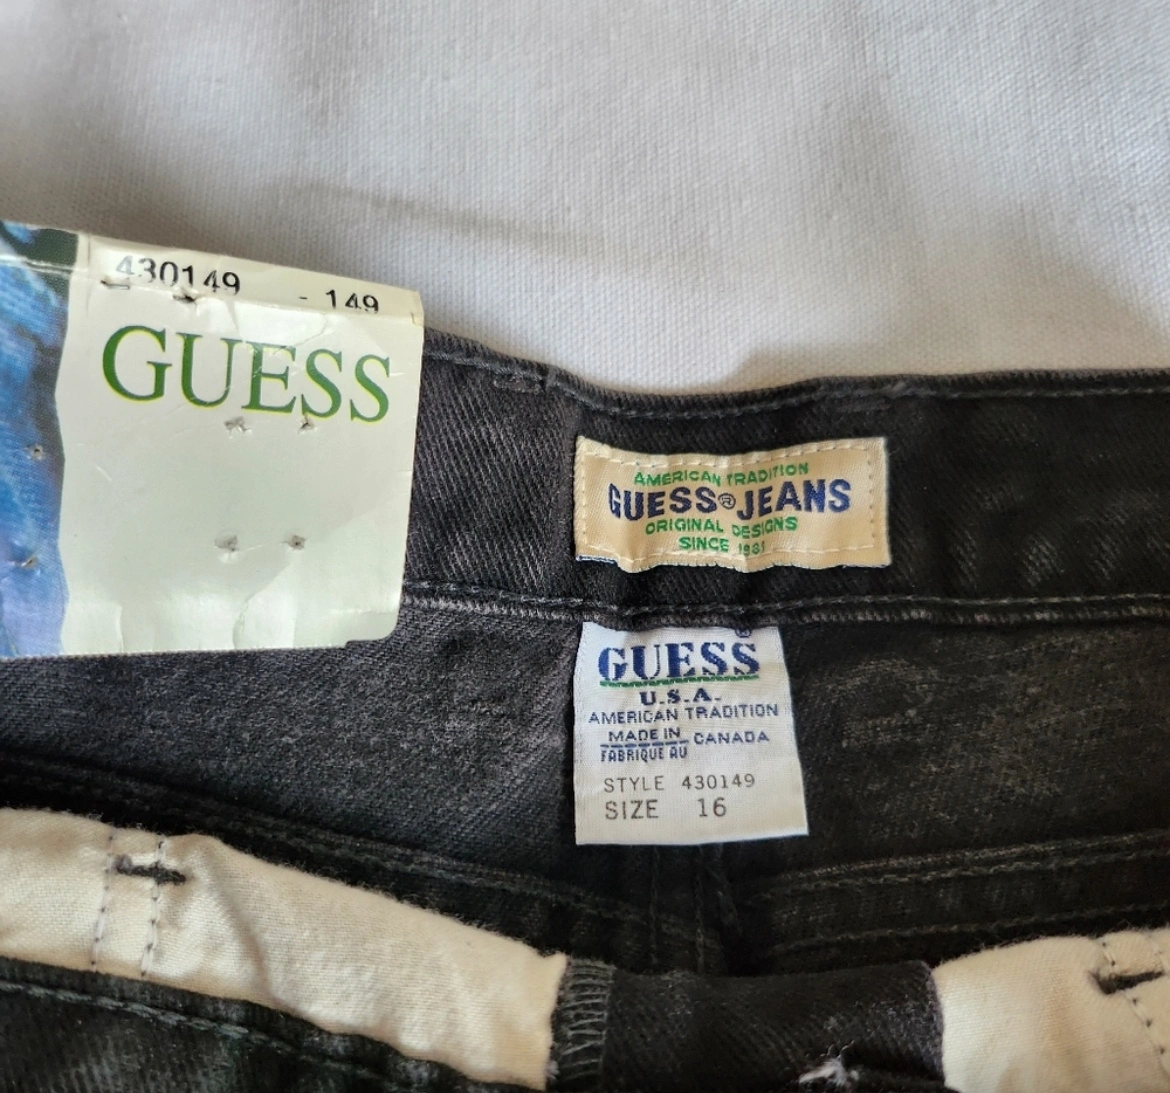 430149 - 149
GUESS
AMERICAN TRADITION
GUESS® JEANS
ORIGINAL DESIGNS
SINCE 1981
GUESS®
U.S.A.
AMERICAN TRADITION
MADE IN
FABRIQUÉ AU CANADA
STYLE 430149
SIZE 16